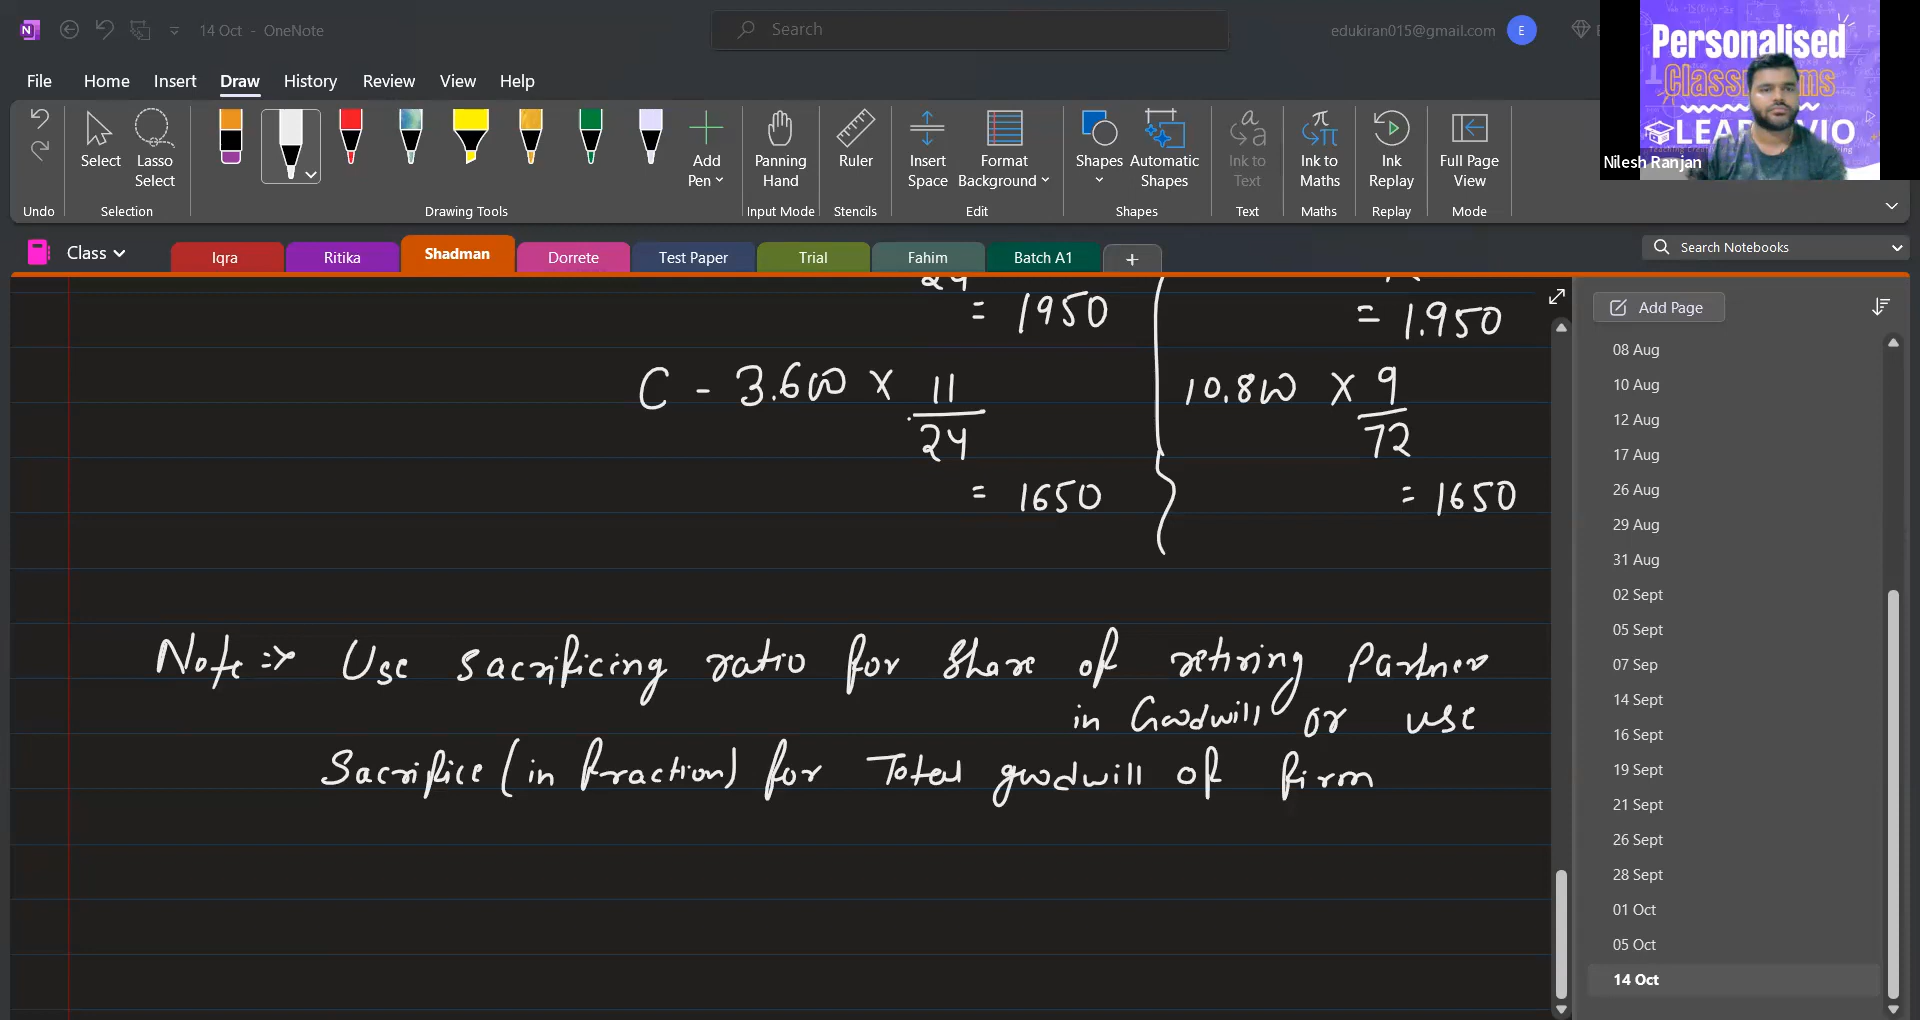 14 Oct - OneNote
Search
edukiran015@gmail.com
E
Personalised
Nilesh Ranjan
File Home Insert Draw History Review View Help
Undo
Select
Lasso Select
Selection
Drawing Tools
Add Pen
Panning Hand
Input Mode
Ruler
Stencils
Insert Space
Format Background
Edit
Shapes
Automatic Shapes
Shapes
Ink to Text
Text
Ink to Maths
Maths
Ink Replay
Replay
Full Page View
Mode
Class
Iqra Ritika Shadman Dorrete Test Paper Trial Fahim Batch A1 +
Search Notebooks
24
= 1950
= 1.950
C - 3.600 × 11/24
10.800 × 9/72
= 1650
= 1650
Note => Use sacrificing ratio for Share of retiring Partner
in Goodwill or use
Sacrifice (in fraction) for Total goodwill of firm
Add Page
08 Aug
10 Aug
12 Aug
17 Aug
26 Aug
29 Aug
31 Aug
02 Sept
05 Sept
07 Sep
14 Sept
16 Sept
19 Sept
21 Sept
26 Sept
28 Sept
01 Oct
05 Oct
14 Oct